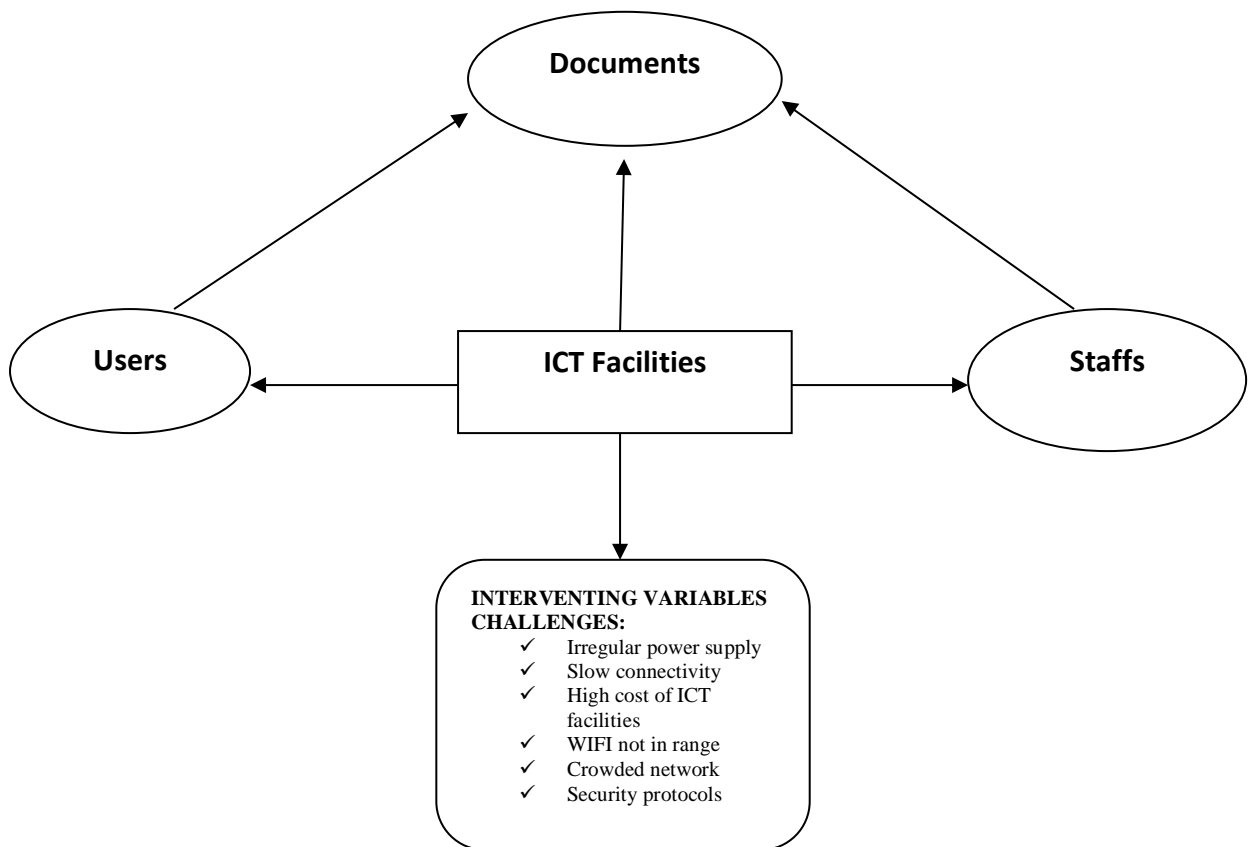 Documents
Users
ICT Facilities
Staffs
INTERVENING VARIABLES
CHALLENGES:
✓ Irregular power supply
✓ Slow connectivity
✓ High cost of ICT
facilities
✓ WIFI not in range
✓ Crowded network
✓ Security protocols